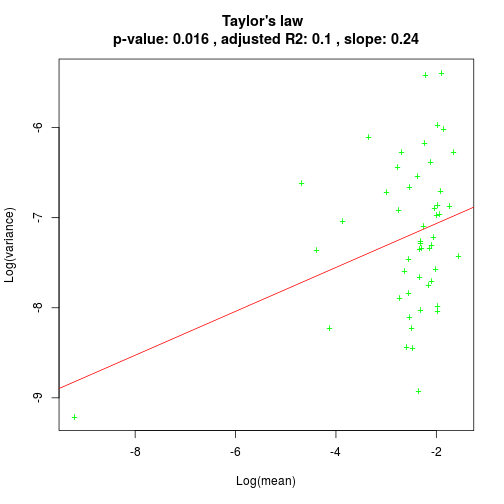 Taylor's law
p-value: 0.016 , adjusted R2: 0.1 , slope: 0.24
Log(variance)
-6
-7
-8
-9
-8 -6 -4 -2
Log(mean)